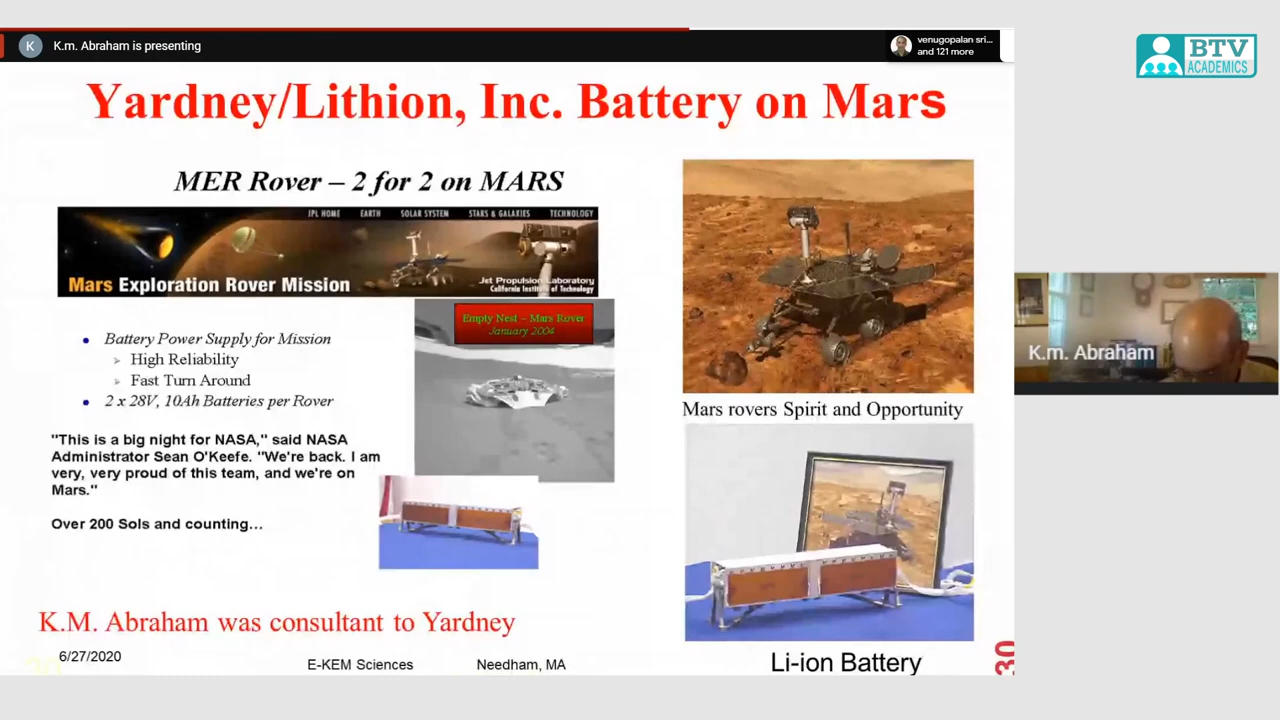 K
K.m. Abraham is presenting
venugopalan sri...
and 121 more
BTV
ACADEMICS
Yardney/Lithion, Inc. Battery on Mars
MER Rover – 2 for 2 on MARS
JPL HOME EARTH SOLAR SYSTEM STARS & GALAXIES TECHNOLOGY
Mars Exploration Rover Mission
Jet Propulsion Laboratory
California Institute of Technology
Empty Nest – Mars Rover
January 2004
• Battery Power Supply for Mission
➢ High Reliability
➢ Fast Turn Around
• 2 x 28V, 10Ah Batteries per Rover
"This is a big night for NASA," said NASA
Administrator Sean O'Keefe. "We're back. I am
very, very proud of this team, and we're on
Mars."
Over 200 Sols and counting...
Mars rovers Spirit and Opportunity
K.m. Abraham
K.M. Abraham was consultant to Yardney
Li-ion Battery
6/27/2020
E-KEM Sciences Needham, MA
30
30